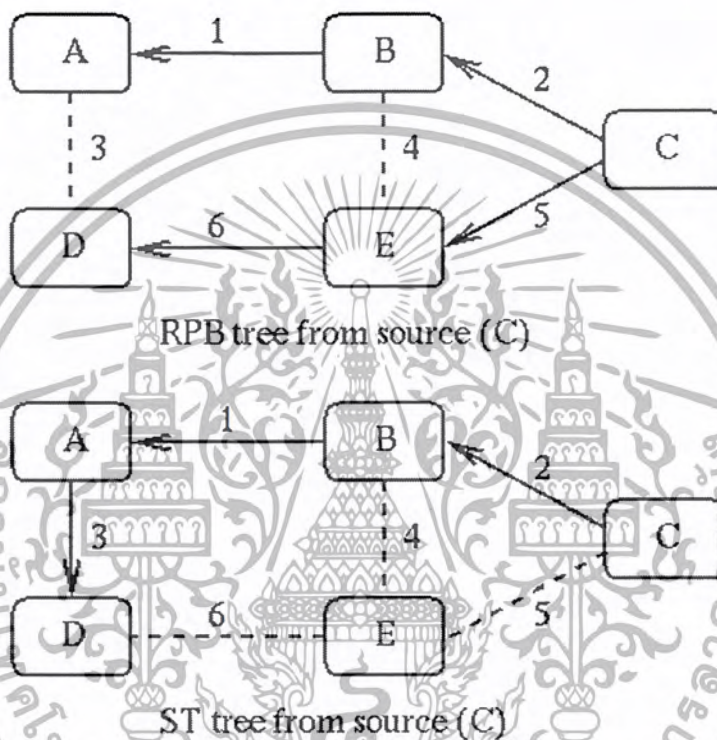 1
A B
2
3 4 C
5
6
D E
RPB tree from source (C)
1
A B
2
3 4 C
6 5
D E
ST tree from source (C)